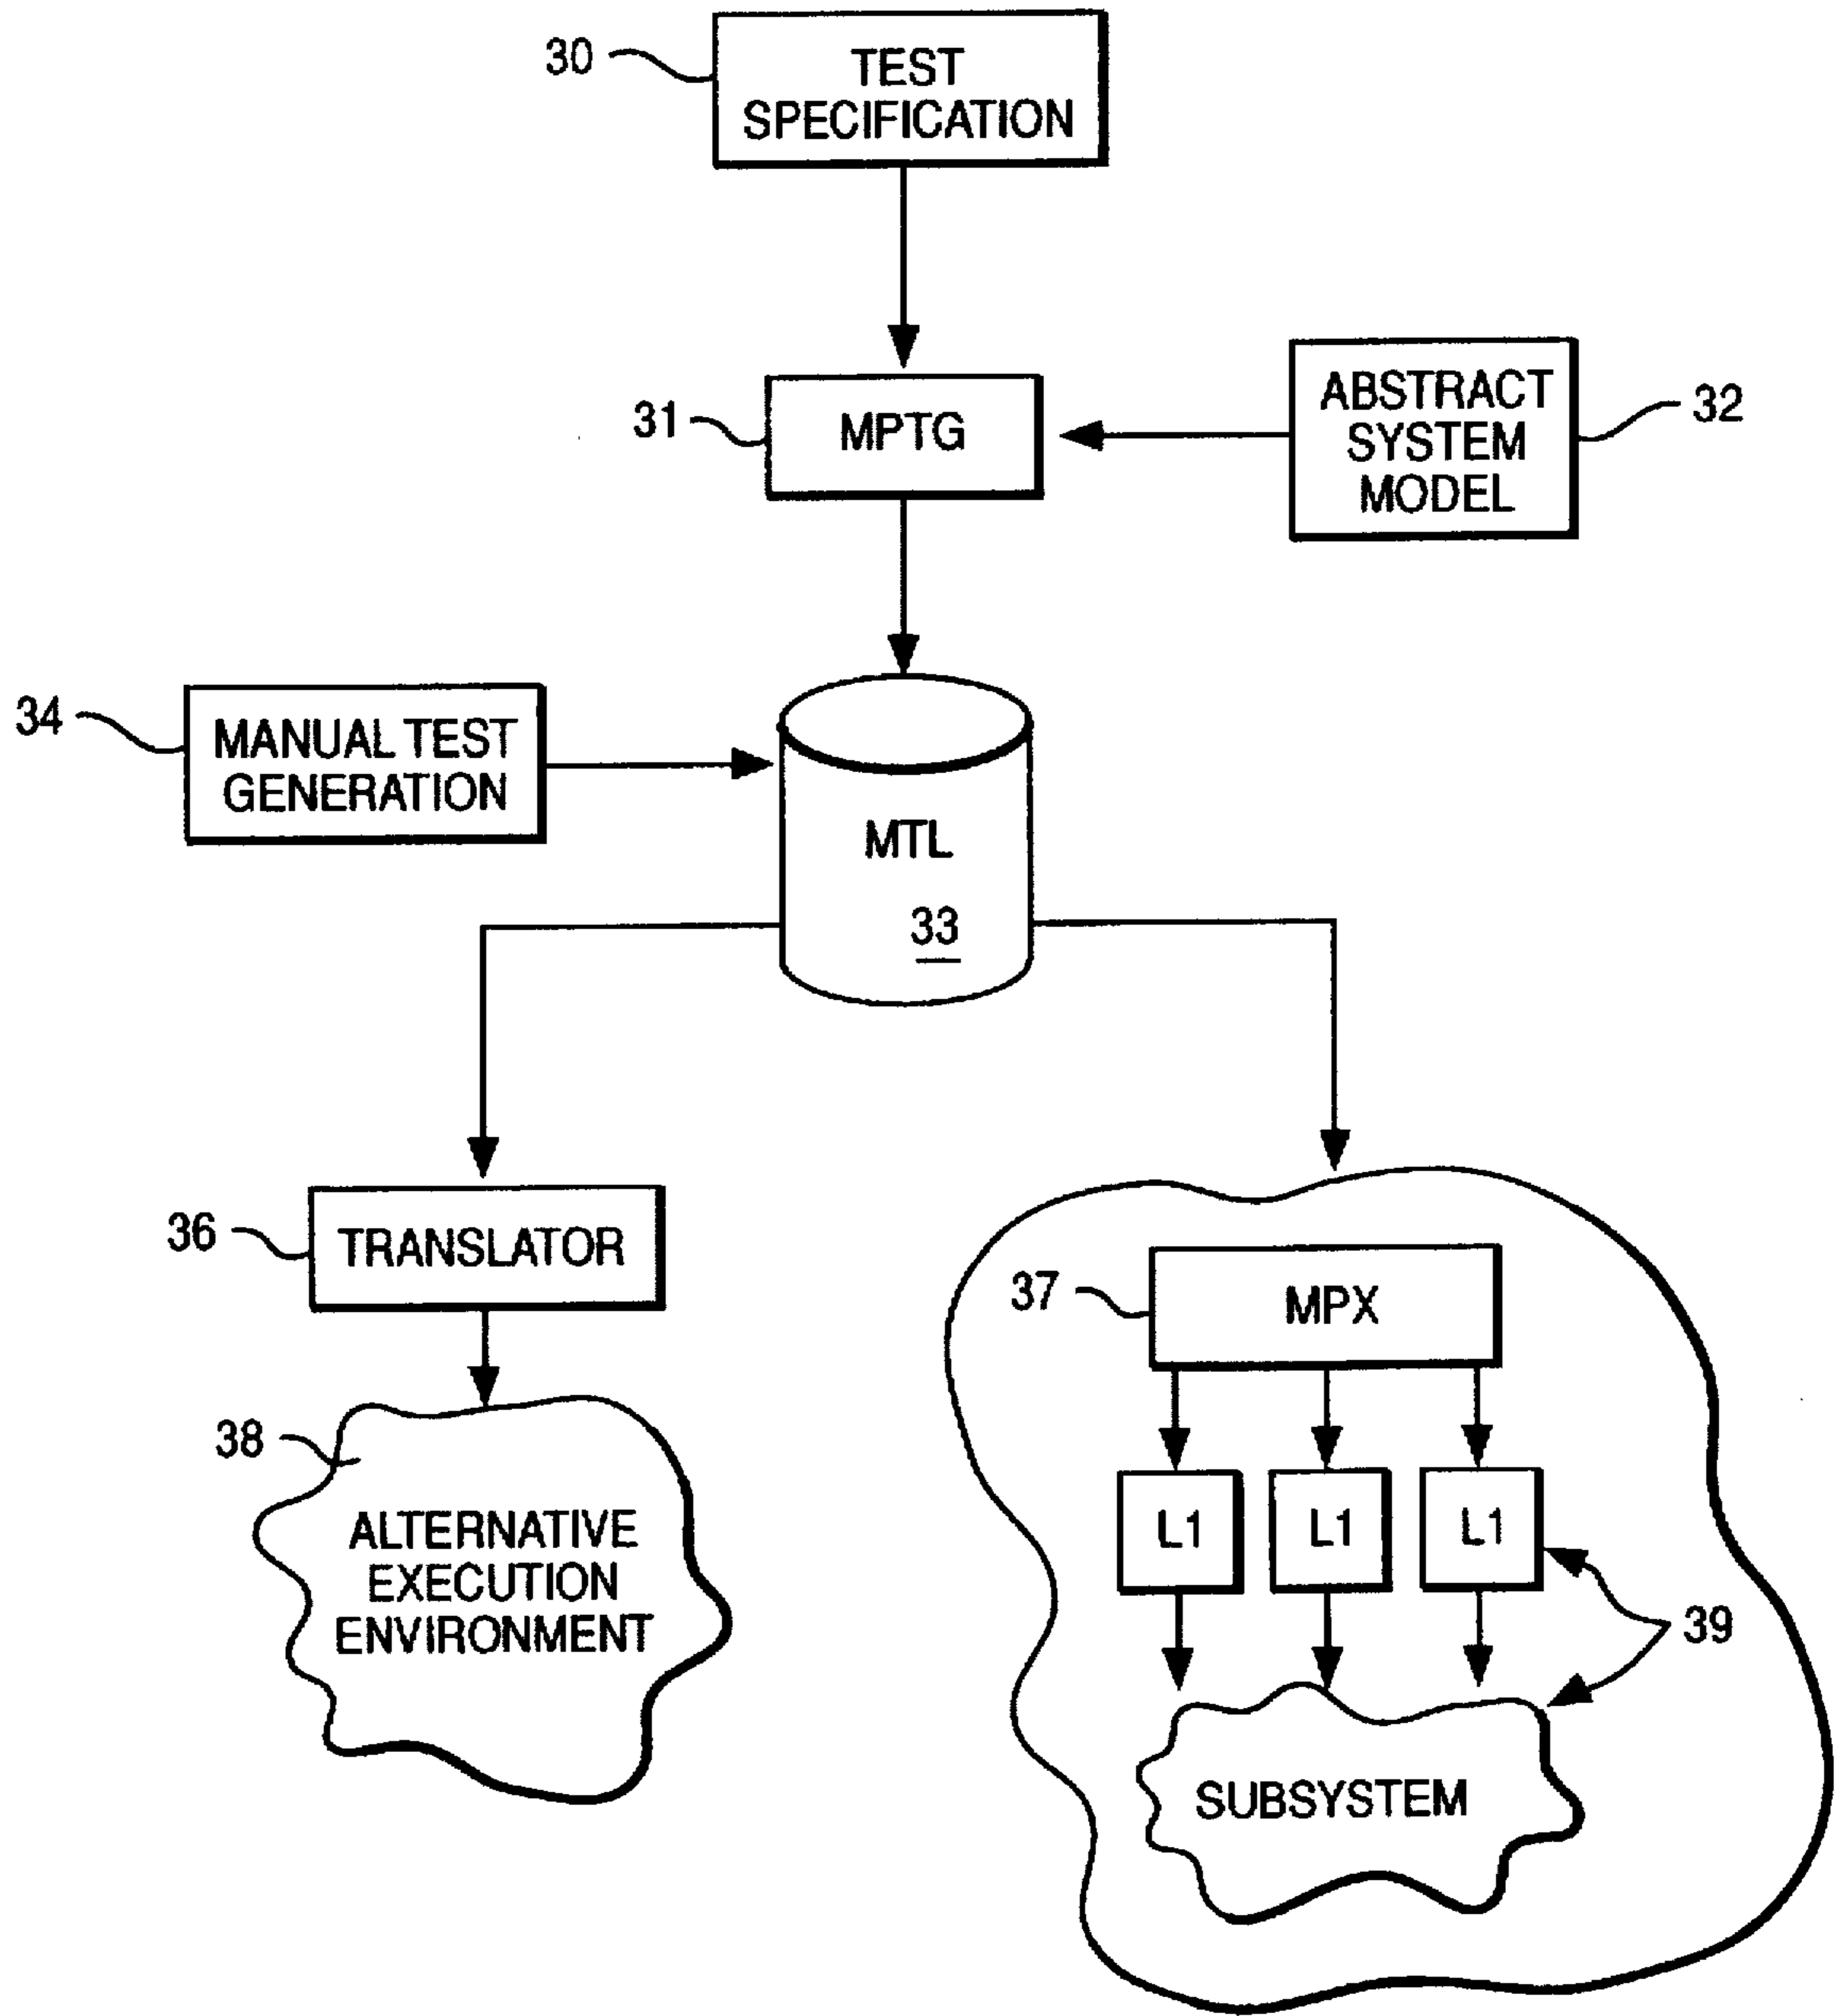 30
TEST
SPECIFICATION
31
MPTG
ABSTRACT
SYSTEM
MODEL
32
34
MANUAL TEST
GENERATION
MTL
33
36
TRANSLATOR
37
MPX
38
ALTERNATIVE
EXECUTION
ENVIRONMENT
L1
L1
L1
39
SUBSYSTEM